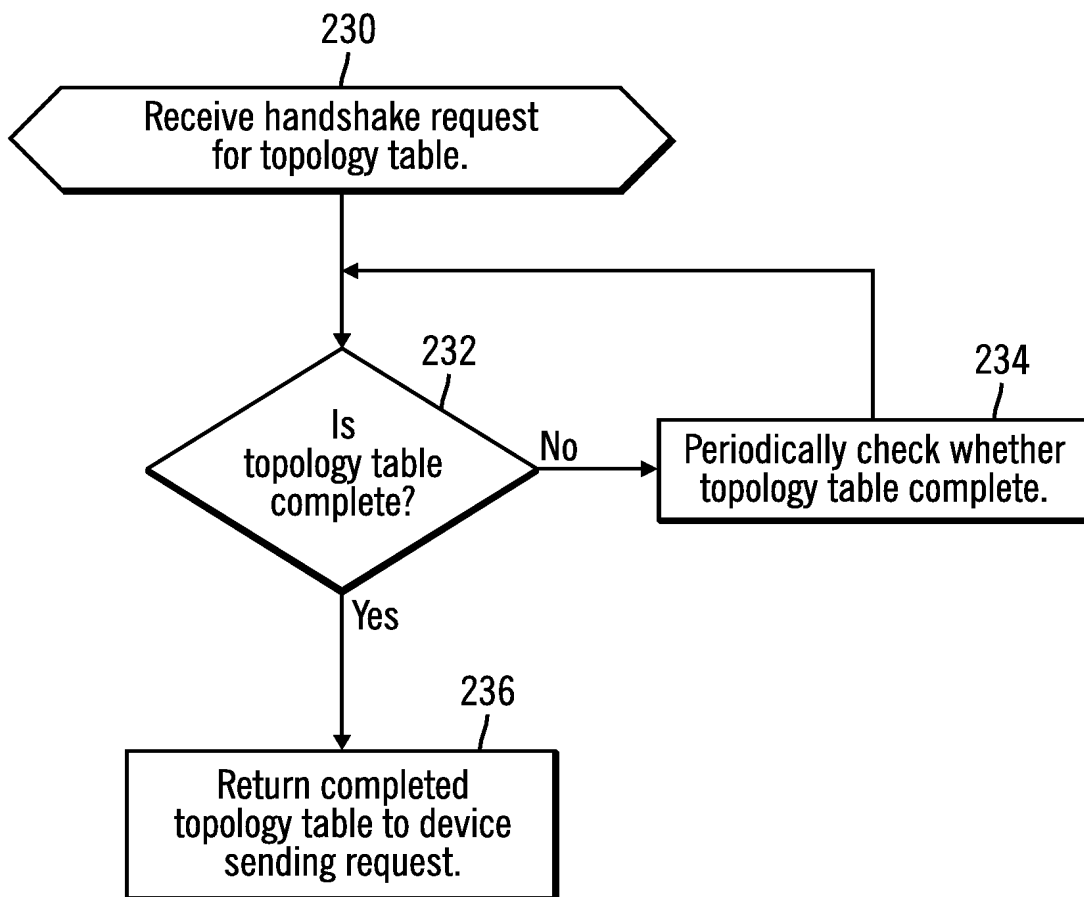 230
Receive handshake request
for topology table.
232
Is
topology table
complete?
No
234
Periodically check whether
topology table complete.
Yes
236
Return completed
topology table to device
sending request.